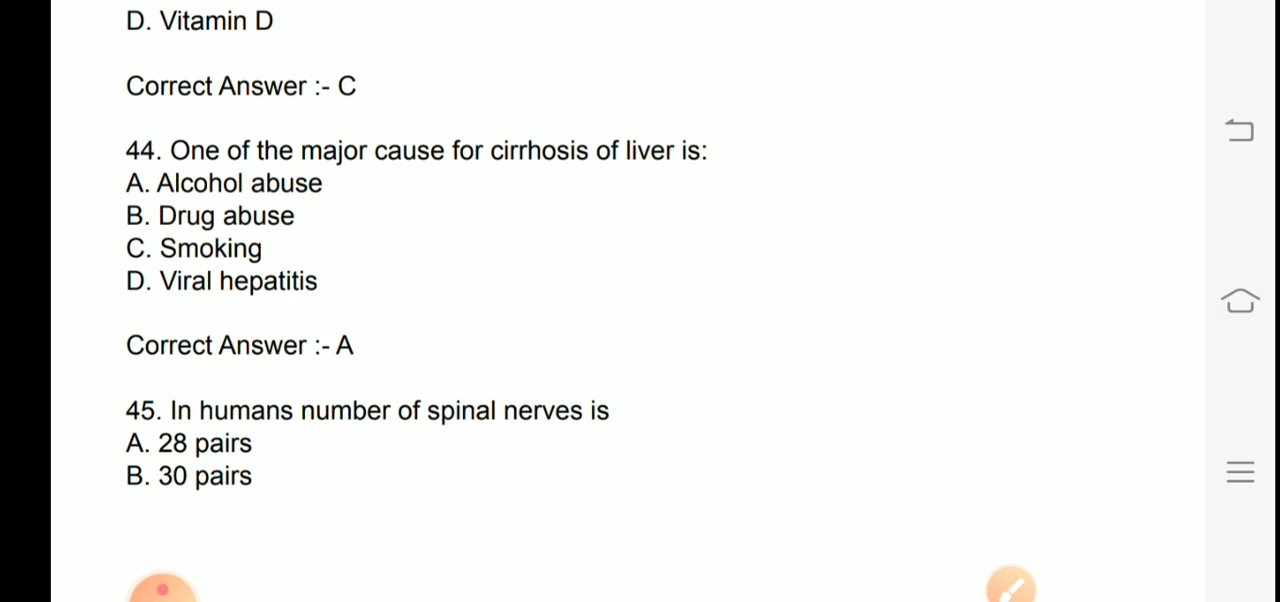 D. Vitamin D
Correct Answer :- C
44. One of the major cause for cirrhosis of liver is:
A. Alcohol abuse
B. Drug abuse
C. Smoking
D. Viral hepatitis
Correct Answer :- A
45. In humans number of spinal nerves is
A. 28 pairs
B. 30 pairs